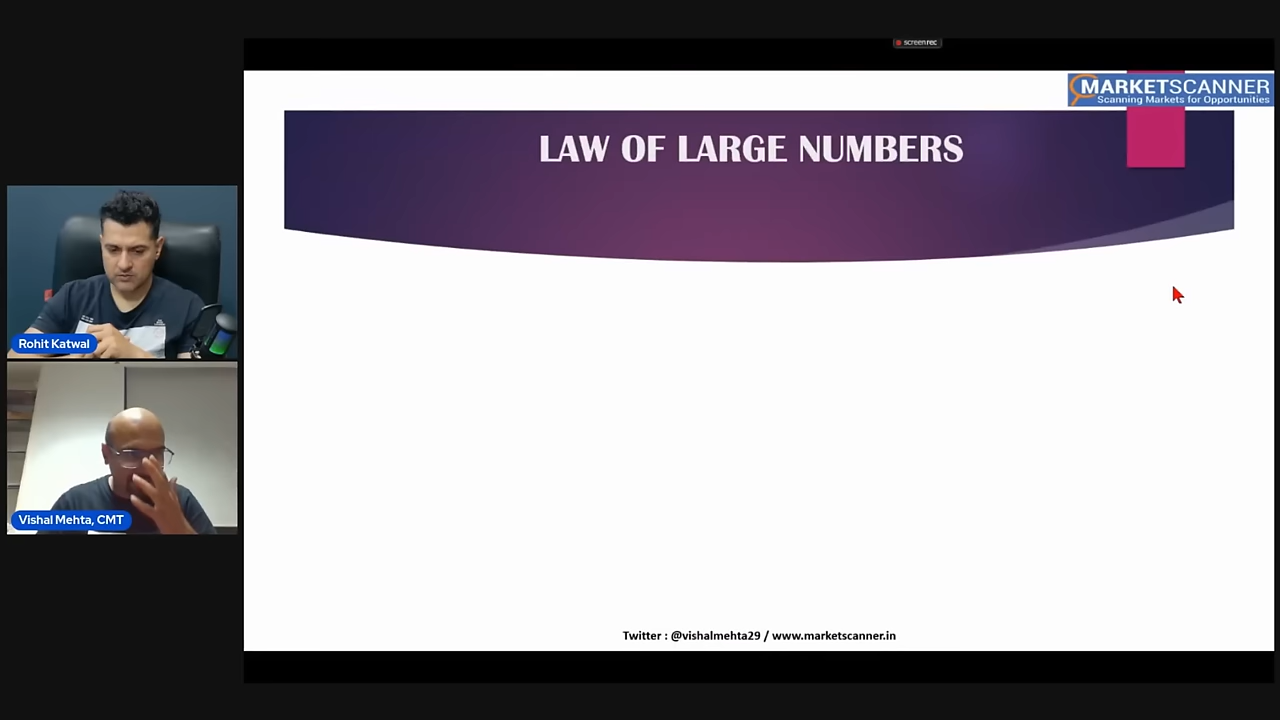 screenrec
MARKETSCANNER
Scanning Markets for Opportunities
LAW OF LARGE NUMBERS
Rohit Katwal
Vishal Mehta, CMT
Twitter : @vishalmehta29 / www.marketscanner.in